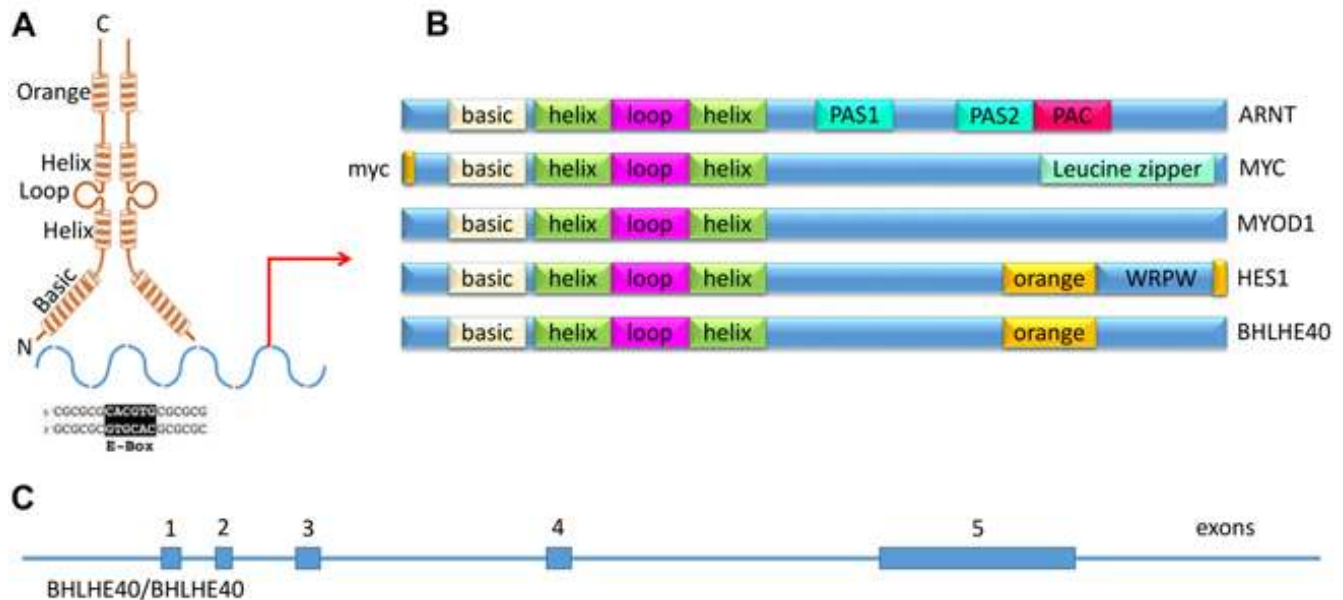 A
C
Orange
Helix
Loop
Helix
Basic
N
5 CGCGCGCACGTGCGCGCG
3 GCGCGCGTGCACGCGCGC
E-Box
B
basic helix loop helix PAS1 PAS2 PAC ARNT
myc basic helix loop helix Leucine zipper MYC
basic helix loop helix MYOD1
basic helix loop helix orange WRPW HES1
basic helix loop helix orange BHLHE40
C
1 2 3 4 5 exons
BHLHE40/BHLHE40